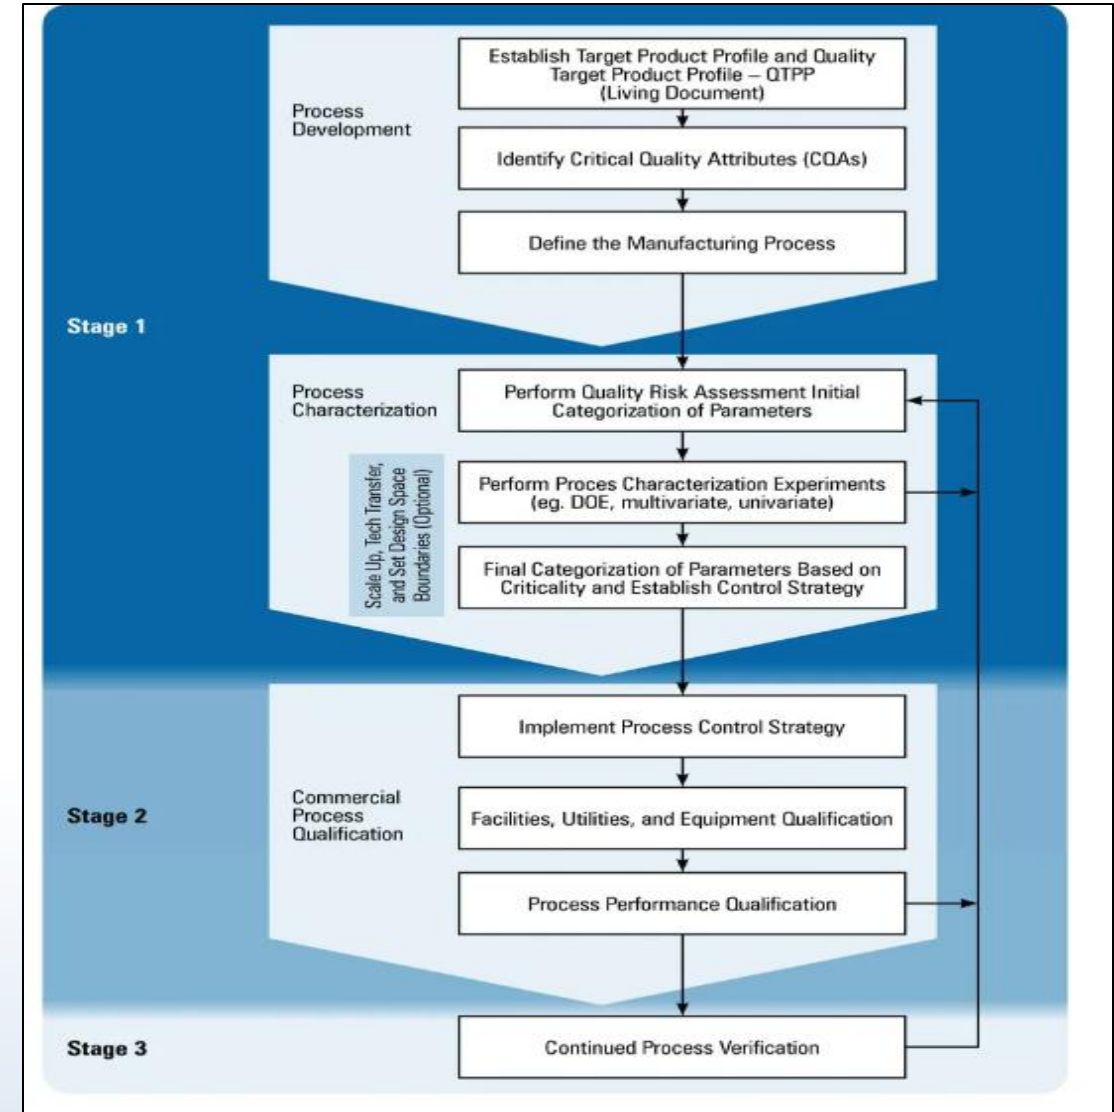 Establish Target Product Profile and Quality
Target Product Profile – QTPP
(Living Document)
Process
Development
Identify Critical Quality Attributes (CQAs)
Define the Manufacturing Process
Stage 1
Process
Characterization
Perform Quality Risk Assessment Initial
Categorization of Parameters
Scale Up, Tech Transfer,
and Set Design Space
Boundaries (Optional)
Perform Proces Characterization Experiments
(eg. DOE, multivariate, univariate)
Final Categorization of Parameters Based on
Criticality and Establish Control Strategy
Implement Process Control Strategy
Stage 2
Commercial
Process
Qualification
Facilities, Utilities, and Equipment Qualification
Process Performance Qualification
Stage 3
Continued Process Verification